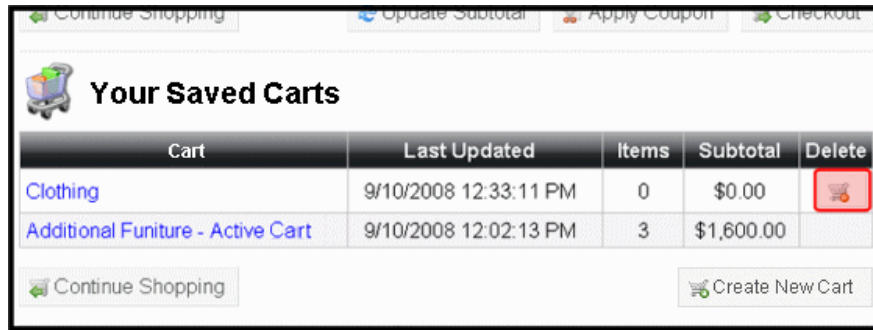 Continue Shopping Update Subtotal Apply Coupon Checkout
Your Saved Carts
Cart Last Updated Items Subtotal Delete
Clothing 9/10/2008 12:33:11 PM 0 $0.00
Additional Funiture - Active Cart 9/10/2008 12:02:13 PM 3 $1,600.00
Continue Shopping Create New Cart